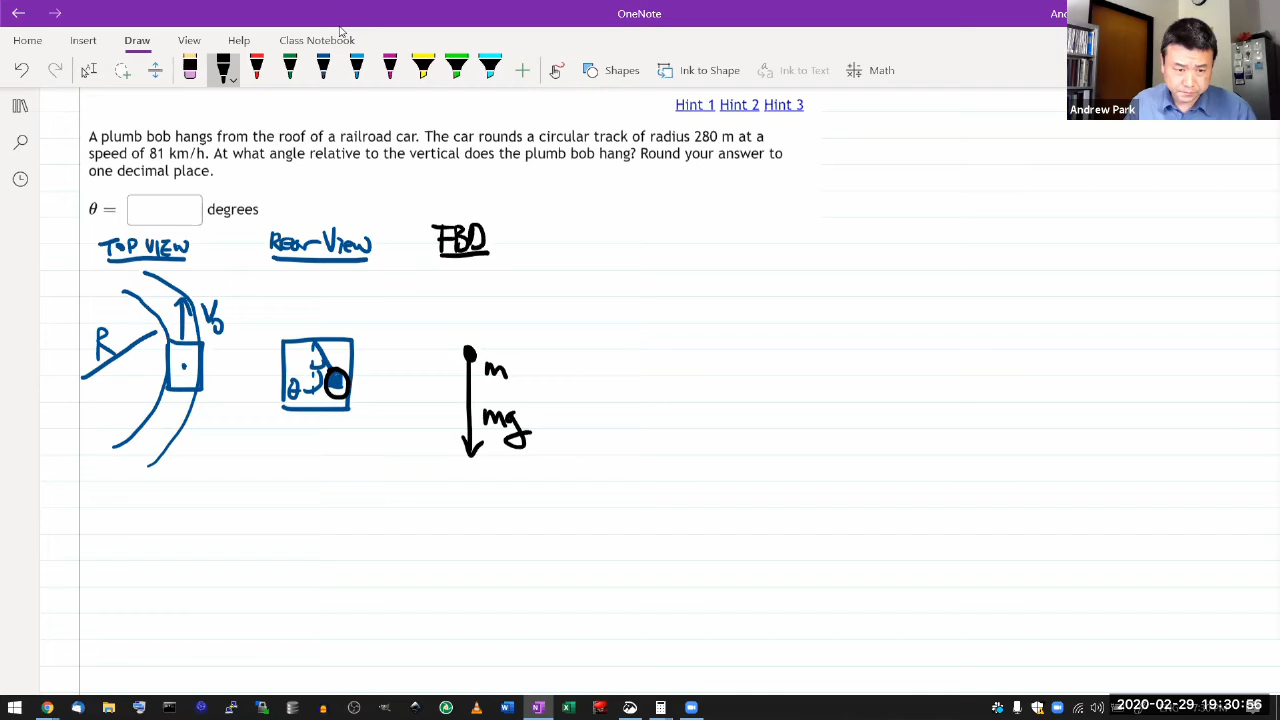 OneNote
An
Home Insert Draw View Help Class Notebook
Shapes Ink to Shape Ink to Text Math
Andrew Park
Hint 1 Hint 2 Hint 3
A plumb bob hangs from the roof of a railroad car. The car rounds a circular track of radius 280 m at a
speed of 81 km/h. At what angle relative to the vertical does the plumb bob hang? Round your answer to
one decimal place.
θ = degrees
TOP VIEW Rear View FBD
R V₀
θ m
mg
2020-02-29 19:30:56